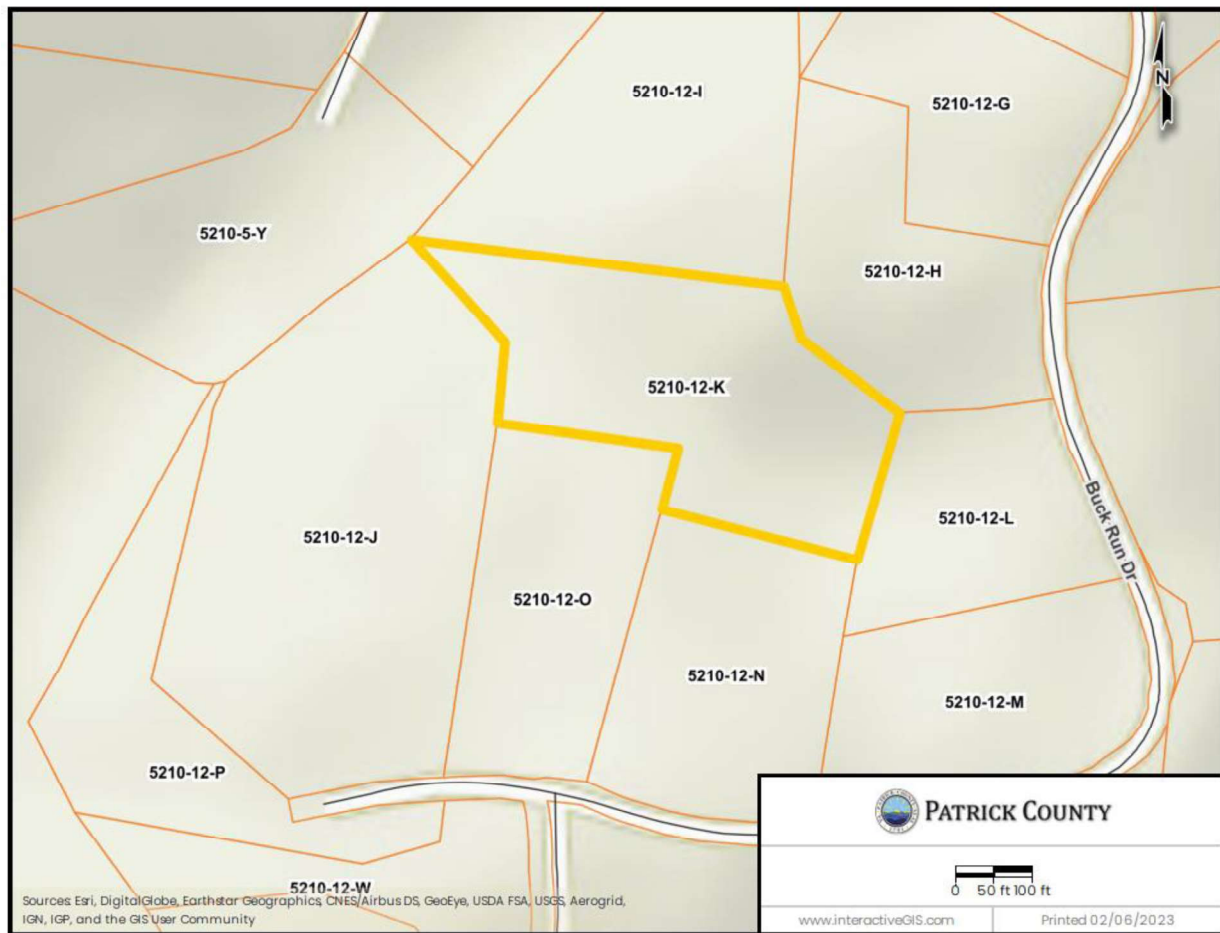 5210-12-I
5210-12-G
N
5210-5-Y
5210-12-H
5210-12-K
5210-12-J
5210-12-L
Buck Run Dr
5210-12-O
5210-12-N
5210-12-M
5210-12-P
5210-12-W
PATRICK COUNTY
0 50 ft 100 ft
Sources: Esri, DigitalGlobe, Earthstar Geographics, CNES/Airbus DS, GeoEye, USDA FSA, USGS, Aerogrid,
IGN, IGP, and the GIS User Community
www.interactiveGIS.com
Printed 02/06/2023